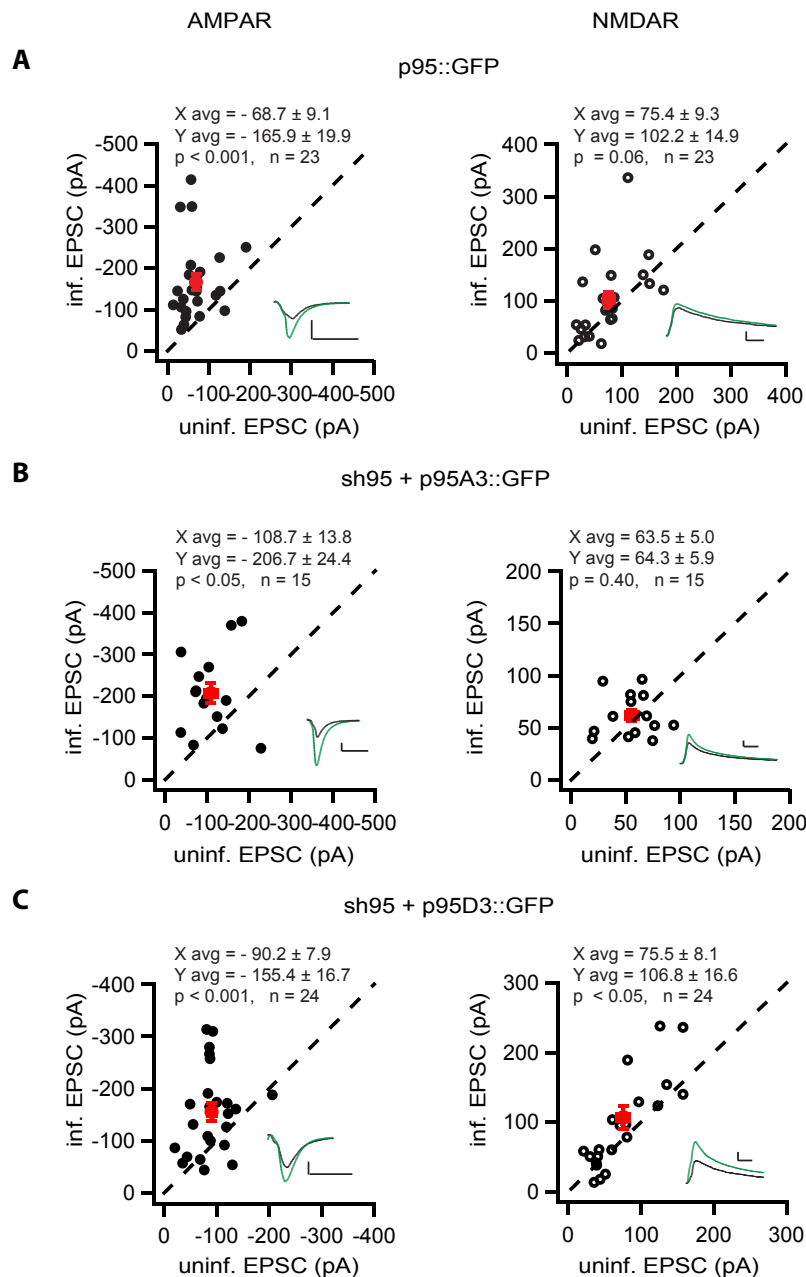 AMPAR NMDAR
A
p95::GFP
X avg = - 68.7 ± 9.1
Y avg = - 165.9 ± 19.9
p < 0.001, n = 23
-500
-400
-300
-200
-100
0
inf. EPSC (pA)
0 -100-200-300-400-500
uninf. EPSC (pA)
X avg = 75.4 ± 9.3
Y avg = 102.2 ± 14.9
p = 0.06, n = 23
400
300
200
100
0
inf. EPSC (pA)
0 100 200 300 400
uninf. EPSC (pA)
B
sh95 + p95A3::GFP
X avg = - 108.7 ± 13.8
Y avg = - 206.7 ± 24.4
p < 0.05, n = 15
-500
-400
-300
-200
-100
0
inf. EPSC (pA)
0 -100-200-300-400-500
uninf. EPSC (pA)
X avg = 63.5 ± 5.0
Y avg = 64.3 ± 5.9
p = 0.40, n = 15
200
150
100
50
0
inf. EPSC (pA)
0 50 100 150 200
uninf. EPSC (pA)
C
sh95 + p95D3::GFP
X avg = - 90.2 ± 7.9
Y avg = - 155.4 ± 16.7
p < 0.001, n = 24
-400
-300
-200
-100
0
inf. EPSC (pA)
0 -100 -200 -300 -400
uninf. EPSC (pA)
X avg = 75.5 ± 8.1
Y avg = 106.8 ± 16.6
p < 0.05, n = 24
300
200
100
0
inf. EPSC (pA)
0 100 200 300
uninf. EPSC (pA)